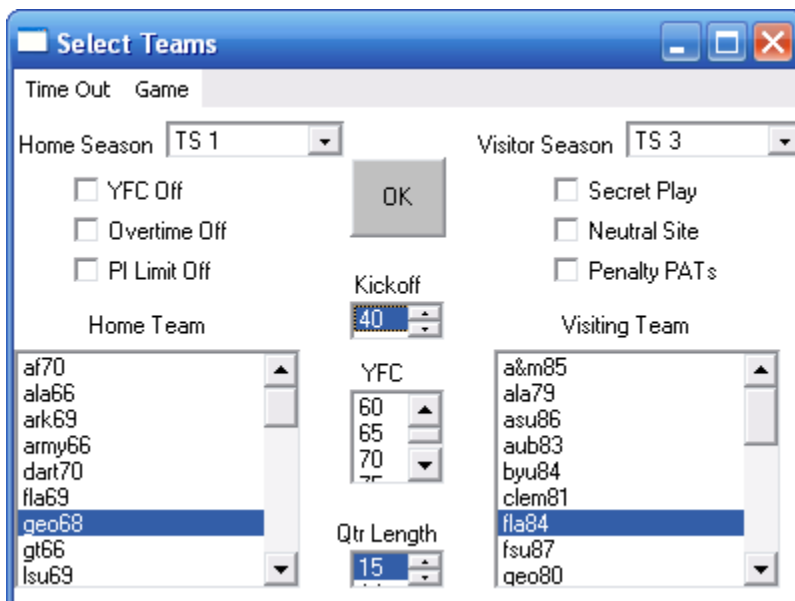 Select Teams
Time Out Game
Home Season TS 1
Visitor Season TS 3
YFC Off
Overtime Off
PI Limit Off
OK
Secret Play
Neutral Site
Penalty PATs
Kickoff
40
Home Team
af70
ala66
ark69
army66
dart70
fla69
geo68
gt66
lsu69
YFC
60
65
70
75
Qtr Length
15
Visiting Team
a&m85
ala79
asu86
aub83
byu84
clem81
fla84
fsu87
geo80